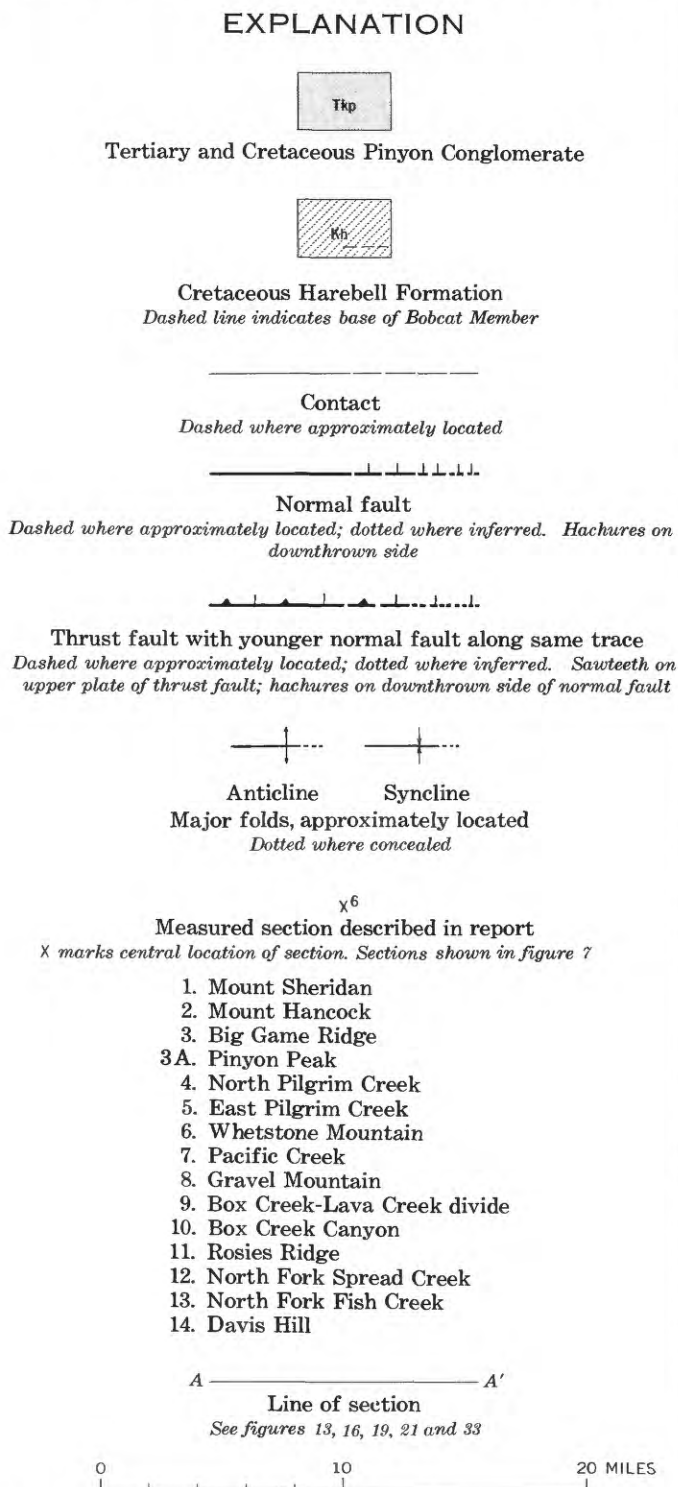 EXPLANATION
Tkp
Tertiary and Cretaceous Pinyon Conglomerate
Kh
Cretaceous Harebell Formation
Dashed line indicates base of Bobcat Member
Contact
Dashed where approximately located
Normal fault
Dashed where approximately located; dotted where inferred. Hachures on
downthrown side
Thrust fault with younger normal fault along same trace
Dashed where approximately located; dotted where inferred. Sawteeth on
upper plate of thrust fault; hachures on downthrown side of normal fault
Anticline Syncline
Major folds, approximately located
Dotted where concealed
X6
Measured section described in report
X marks central location of section. Sections shown in figure 7
1. Mount Sheridan
2. Mount Hancock
3. Big Game Ridge
3A. Pinyon Peak
4. North Pilgrim Creek
5. East Pilgrim Creek
6. Whetstone Mountain
7. Pacific Creek
8. Gravel Mountain
9. Box Creek-Lava Creek divide
10. Box Creek Canyon
11. Rosies Ridge
12. North Fork Spread Creek
13. North Fork Fish Creek
14. Davis Hill
A A′
Line of section
See figures 13, 16, 19, 21 and 33
0 10 20 MILES